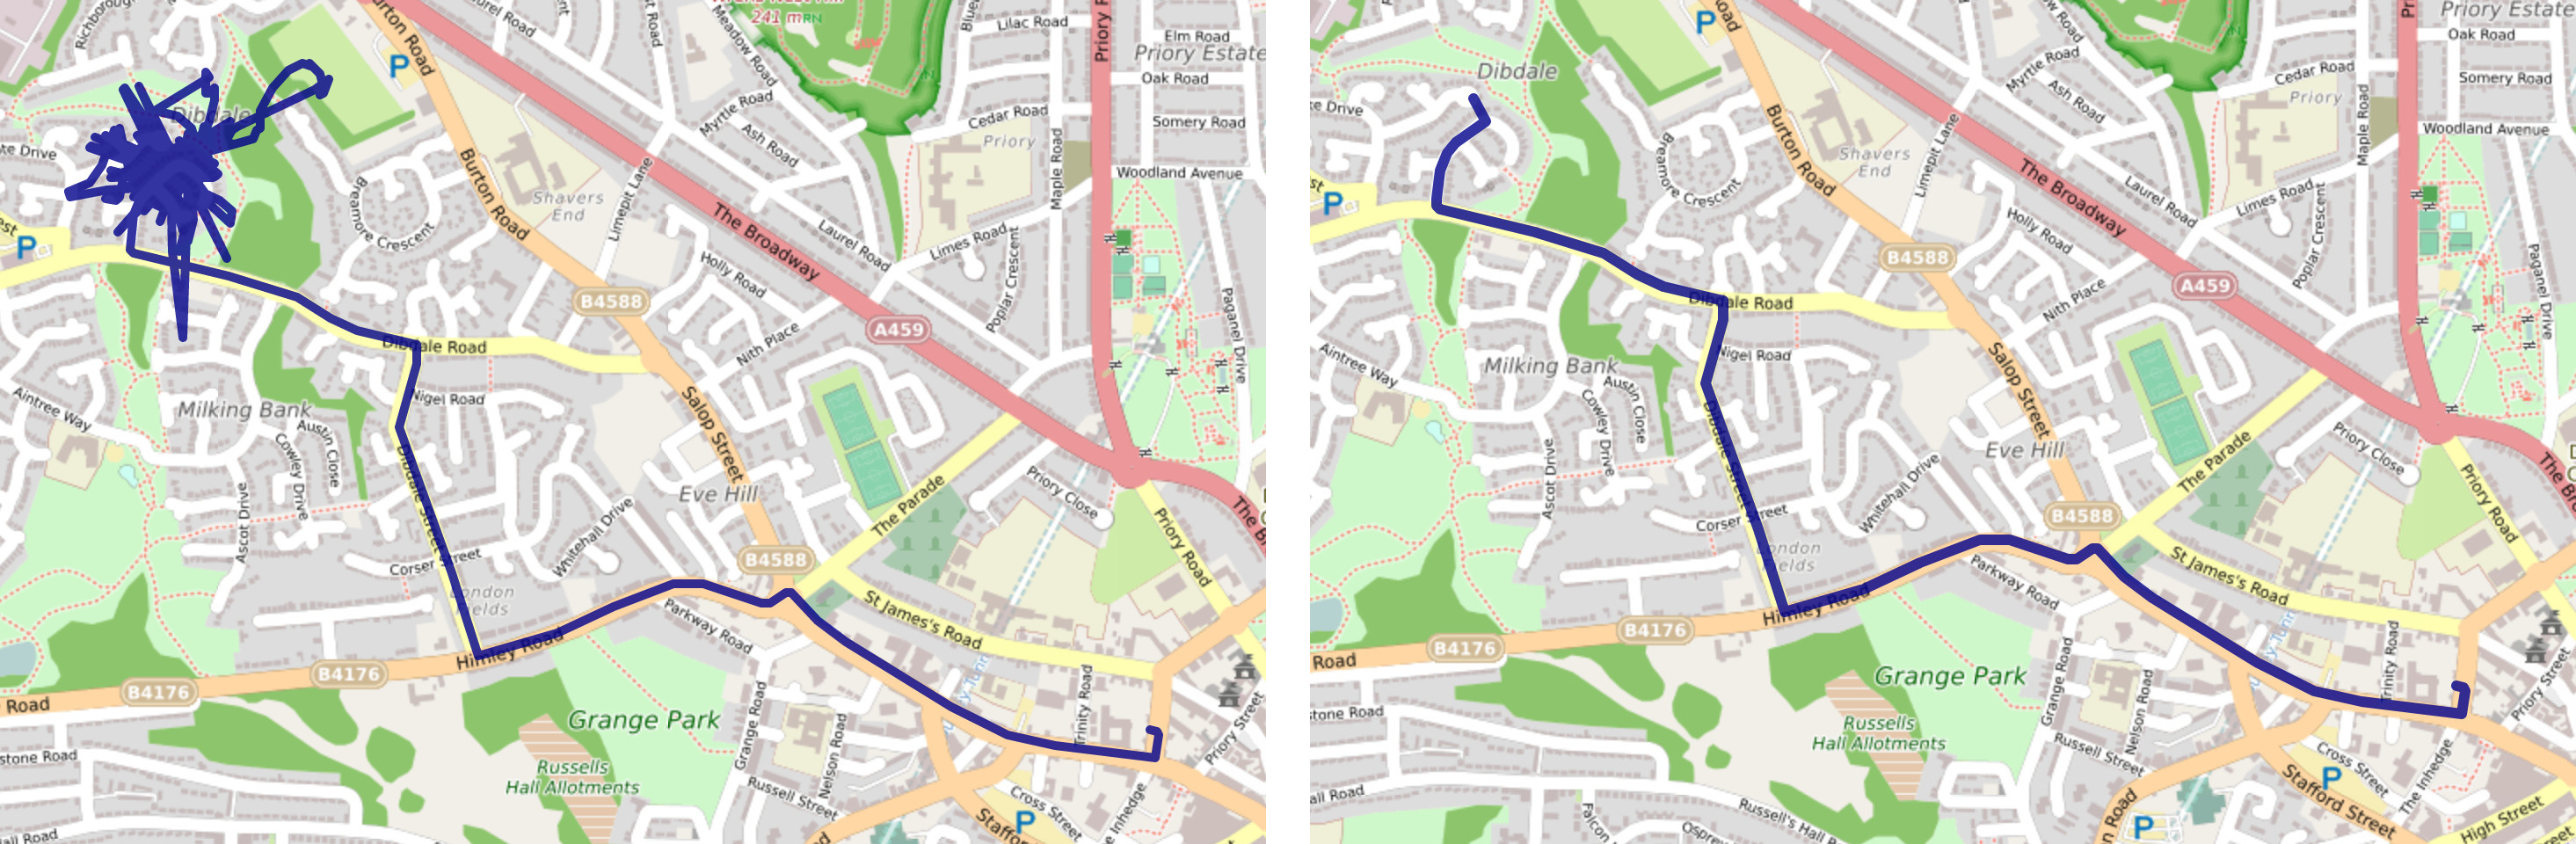 241 m
RN
Burton Road
Laurel Road
Meadow Road
Lilac Road
Elm Road
Priory Estate
Oak Road
Cedar Road
Priory
Maple Road
Somery Road
Woodland Avenue
Myrtle Road
Ash Road
P
Dibdale
te Drive
Burton Road
Shavers
End
Limepit Lane
Breamore Crescent
The Broadway
Laurel Road
Limes Road
Poplar Crescent
Holly Road
P
B4588
Nith Place
A459
Paganel Drive
Dibdale Road
Nigel Road
Milking Bank
Aintree Way
Austin Close
Cowley Drive
Ascot Drive
Dibdale Street
Salop Street
Eve Hill
The Parade
Priory Close
Priory Road
Whitehall Drive
Corser Street
B4588
London
Fields
St James's Road
Parkway Road
Himley Road
B4176
B4176
Road
Grange Park
Grange Road
Trinity Road
Nelson Road
Russell Street
Priory Street
Russells
Hall Allotments
stone Road
Cross Street
P
Road
Priory Estate
Oak Road
P
Dibdale
Myrtle Road
Ash Road
Cedar Road
Priory
Somery Road
Maple Road
Woodland Avenue
te Drive
Burton Road
Shavers
End
Limepit Lane
Breamore Crescent
The Broadway
Laurel Road
Limes Road
Poplar Crescent
Holly Road
P
B4588
Nith Place
A459
Paganel Drive
Dibdale Road
Nigel Road
Milking Bank
Aintree Way
Austin Close
Cowley Drive
Ascot Drive
Dibdale Street
Salop Street
Eve Hill
The Parade
Priory Close
Priory Road
Whitehall Drive
Corser Street
B4588
London
Fields
St James's Road
Parkway Road
Himley Road
B4176
B4176
Road
Grange Park
Grange Road
Trinity Road
Nelson Road
Russell Street
Priory Street
Russells
Hall Allotments
stone Road
Cross Street
P
Stafford Street
The Inhedge
High Street
P
Russell's Hall